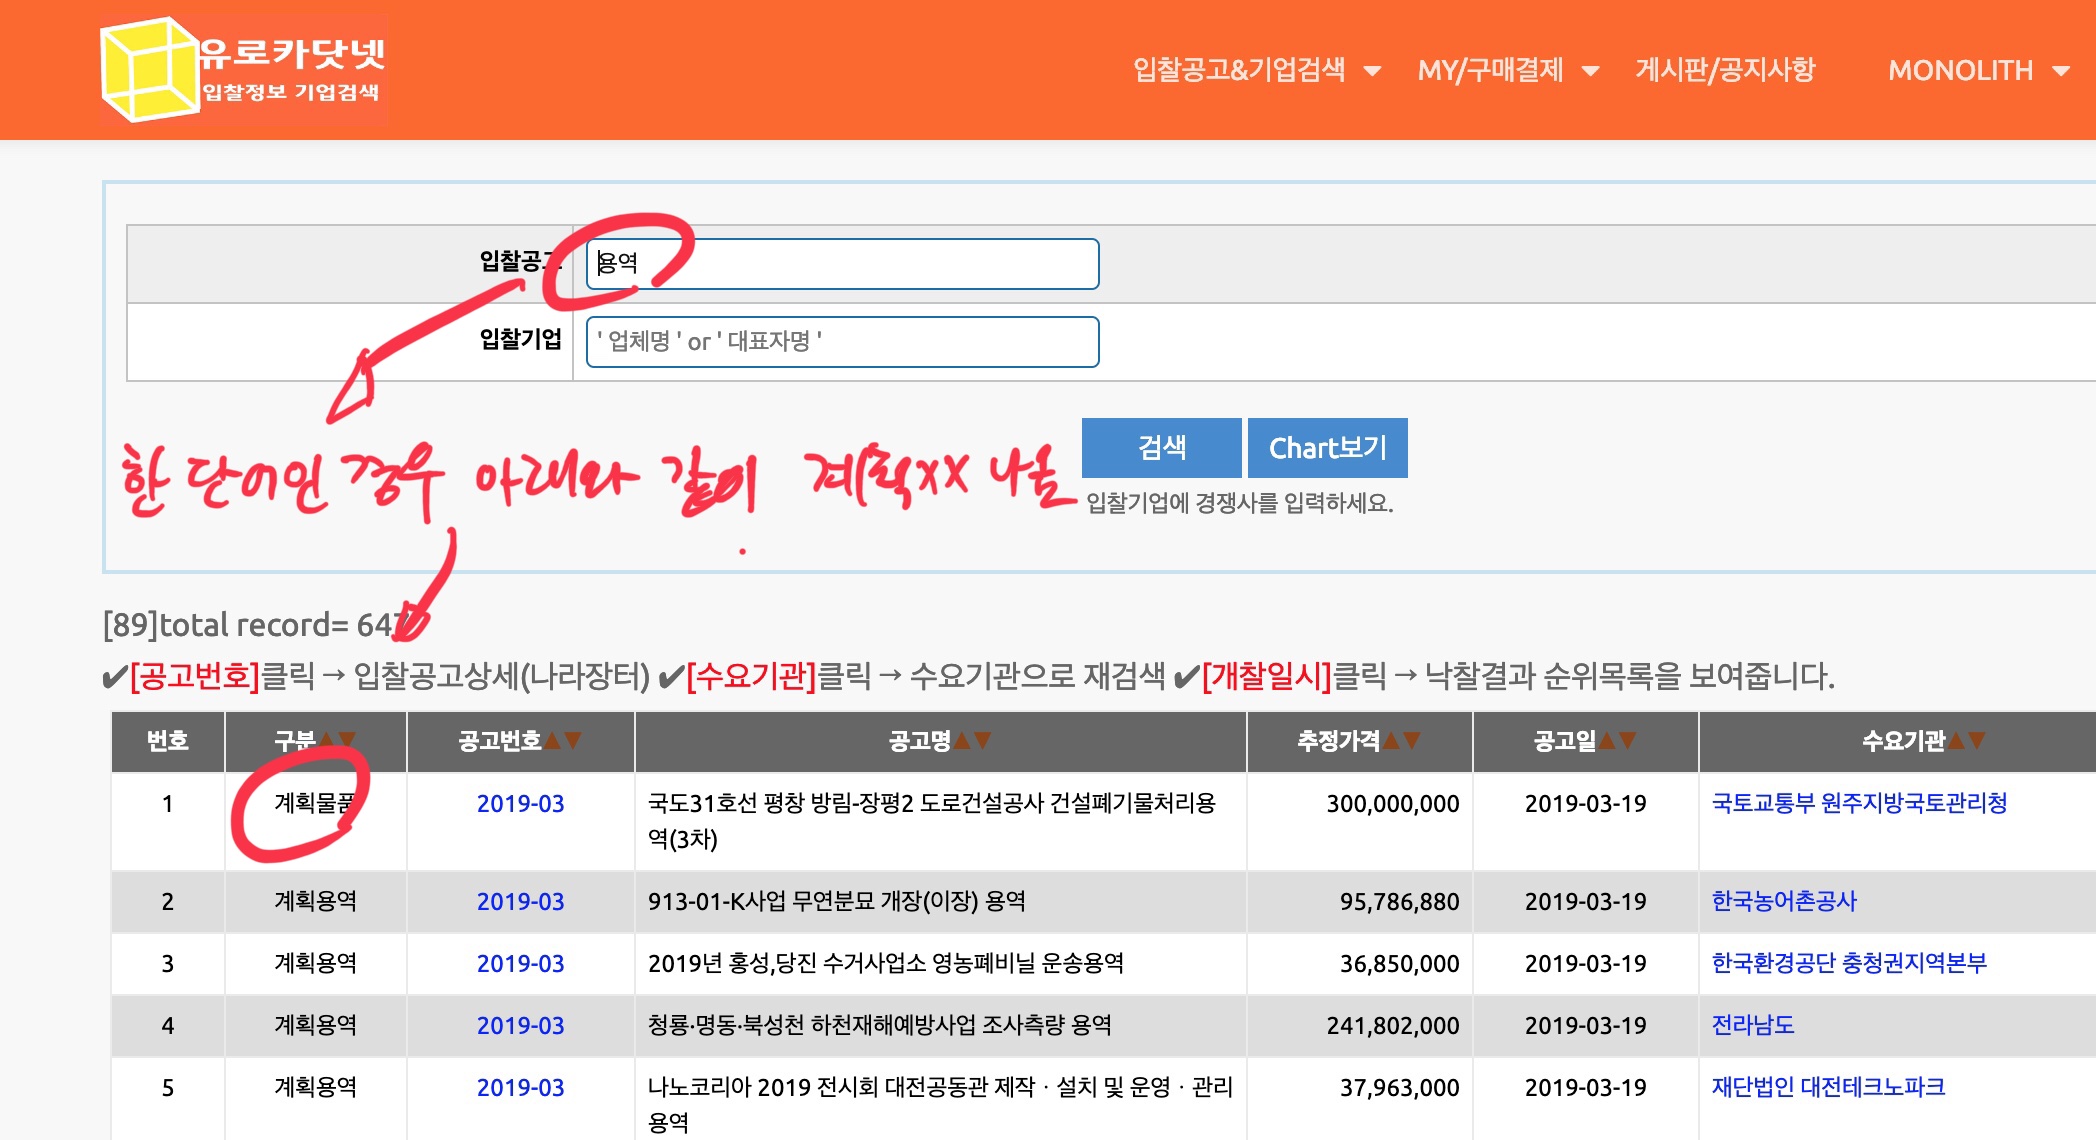 유로카닷넷
입찰정보 기업검색
입찰공고&기업검색 ▼ MY/구매결제 ▼ 게시판/공지사항 MONOLITH ▼
입찰공고 용역
입찰기업 ' 업체명 ' or ' 대표자명 '
한 단어인 경우 아래와 같이 계획XX 나옴
검색 Chart보기
입찰기업에 경쟁사를 입력하세요.
[89]total record= 647
✔[공고번호]클릭 → 입찰공고상세(나라장터) ✔[수요기관]클릭 → 수요기관으로 재검색 ✔[개찰일시]클릭 → 낙찰결과 순위목록을 보여줍니다.
번호 구분▲▼ 공고번호▲▼ 공고명▲▼ 추정가격▲▼ 공고일▲▼ 수요기관▲▼
1 계획물품 2019-03 국도31호선 평창 방림-장평2 도로건설공사 건설폐기물처리용 300,000,000 2019-03-19 국토교통부 원주지방국토관리청
역(3차)
2 계획용역 2019-03 913-01-K사업 무연분묘 개장(이장) 용역 95,786,880 2019-03-19 한국농어촌공사
3 계획용역 2019-03 2019년 홍성,당진 수거사업소 영농폐비닐 운송용역 36,850,000 2019-03-19 한국환경공단 충청권지역본부
4 계획용역 2019-03 청룡·명동·북성천 하천재해예방사업 조사측량 용역 241,802,000 2019-03-19 전라남도
5 계획용역 2019-03 나노코리아 2019 전시회 대전공동관 제작 · 설치 및 운영 · 관리 37,963,000 2019-03-19 재단법인 대전테크노파크
용역